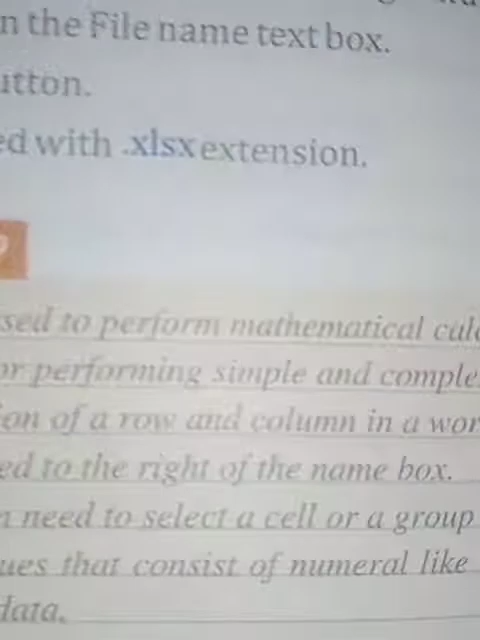 n the File name text box.
utton.
ed with .xlsx extension.
sed to perform mathematical calc
or performing simple and comple
ion of a row and column in a wor
ed to the right of the name box.
n need to select a cell or a group
ues that consist of numeral like
data.